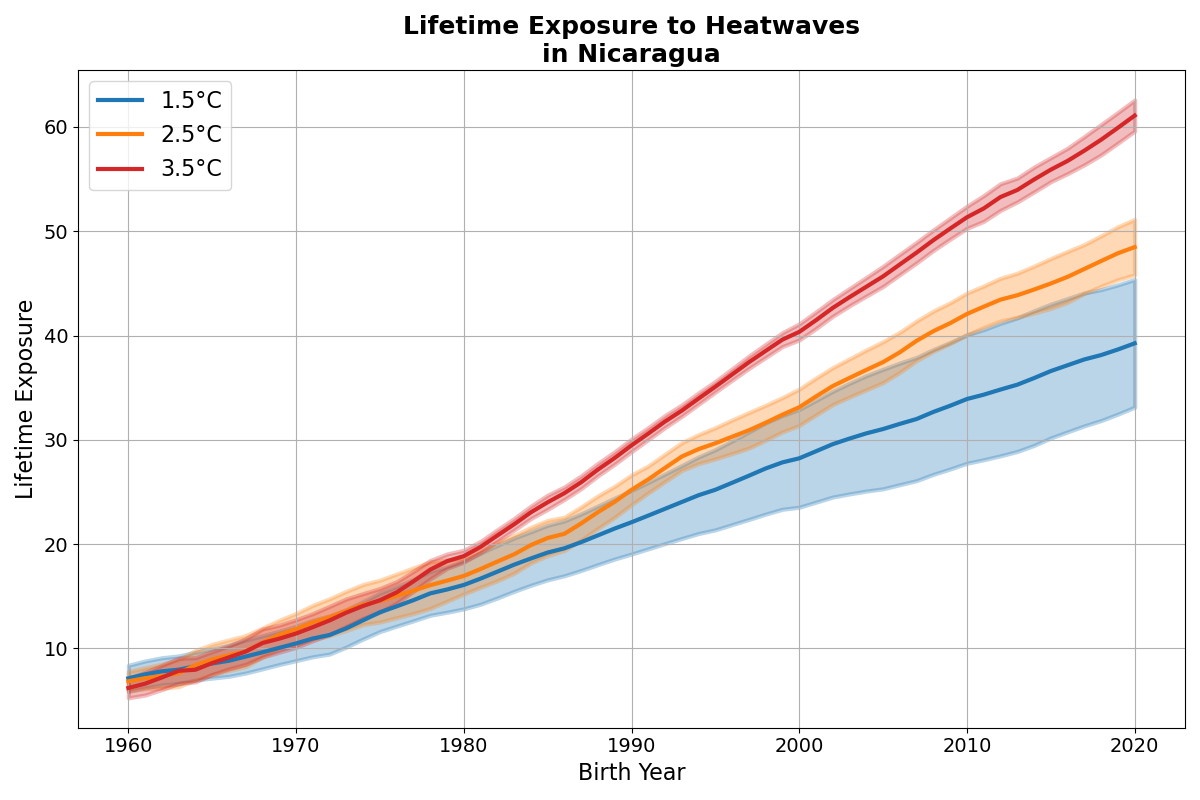 Lifetime Exposure to Heatwaves
in Nicaragua
1.5°C
2.5°C
3.5°C
Lifetime Exposure
60
50
40
30
20
10
1960 1970 1980 1990 2000 2010 2020
Birth Year